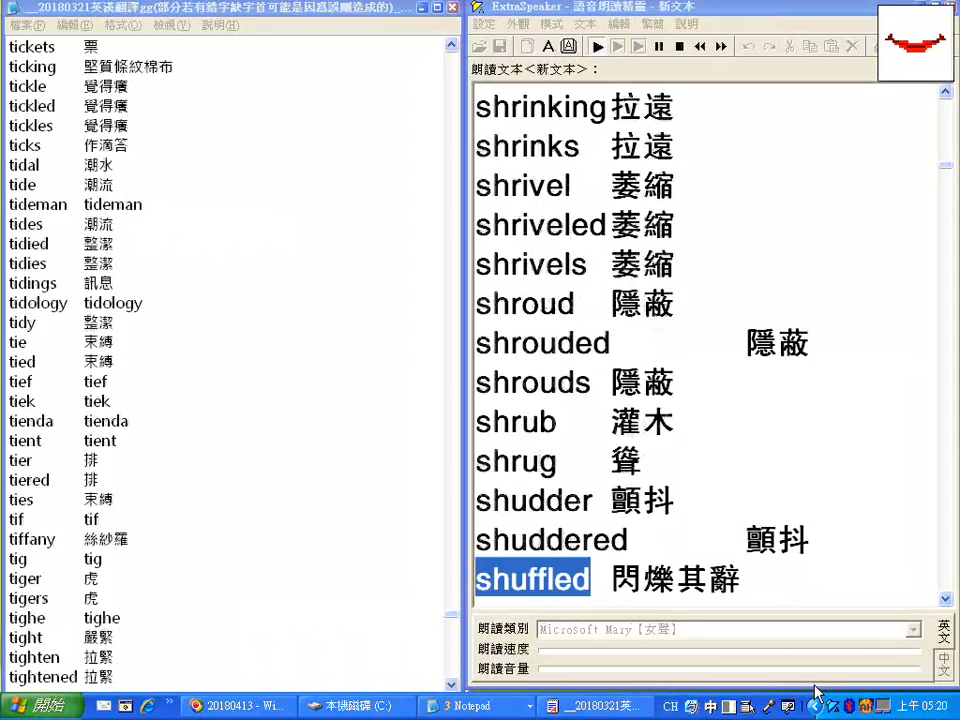 __20180321英漢翻譯gg(部分若有錯字缺字首可能是因為誤刪造成的)_...
檔案(F) 編輯(E) 格式(O) 檢視(V) 說明(H)
tickets 票
ticking 堅質條紋棉布
tickle 覺得癢
tickled 覺得癢
tickles 覺得癢
ticks 作滴答
tidal 潮水
tide 潮流
tideman tideman
tides 潮流
tidied 整潔
tidies 整潔
tidings 訊息
tidology tidology
tidy 整潔
tie 束縛
tied 束縛
tief tief
tiek tiek
tienda tienda
tient tient
tier 排
tiered 排
ties 束縛
tif tif
tiffany 絲紗羅
tig tig
tiger 虎
tigers 虎
tighe tighe
tight 嚴緊
tighten 拉緊
tightened 拉緊
ExtraSpeaker - 語音朗讀精靈 - 新文本
設定 外觀 模式 文本 編輯 繁簡 說明
朗讀文本<新文本>：
shrinking 拉遠
shrinks 拉遠
shrivel 萎縮
shriveled 萎縮
shrivels 萎縮
shroud 隱蔽
shrouded 隱蔽
shrouds 隱蔽
shrub 灌木
shrug 聳
shudder 顫抖
shuddered 顫抖
shuffled 閃爍其辭
朗讀類別 Microsoft Mary【女聲】
朗讀速度
朗讀音量
英文
中文
開始 20180413 - Wi... 本機磁碟 (C:) 3 Notepad __20180321英... CH 中 上午 05:20